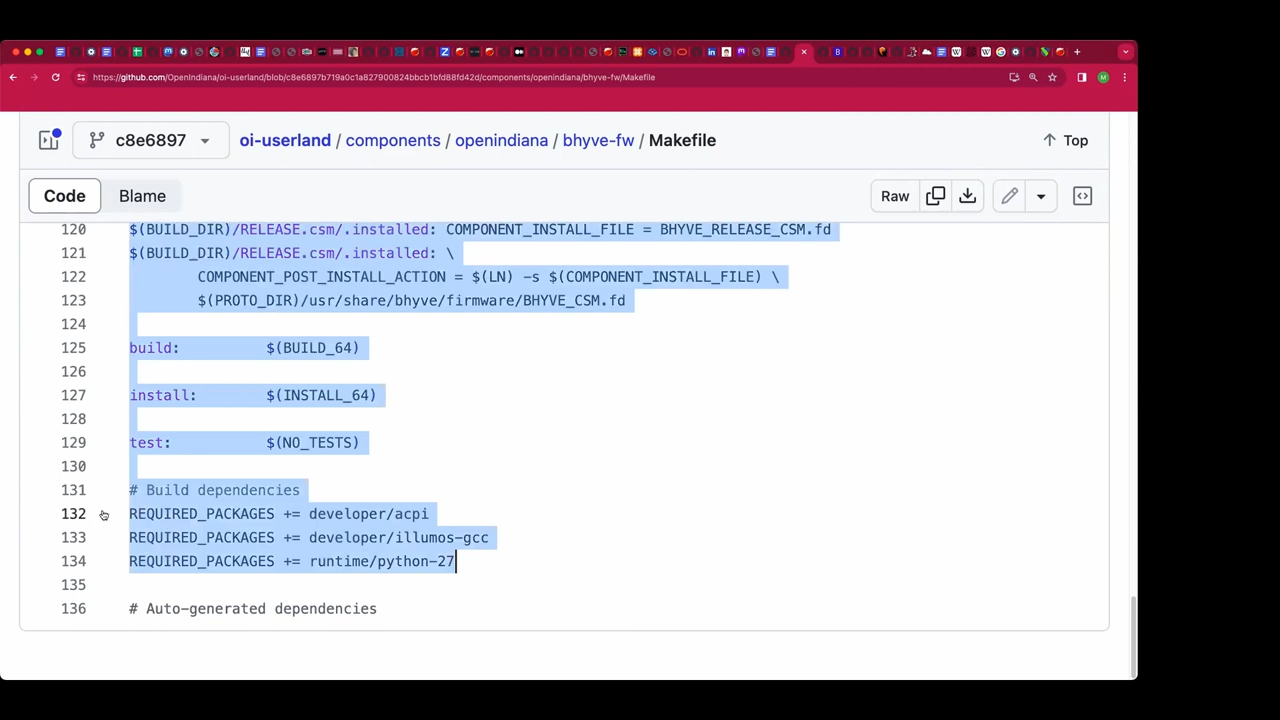 https://github.com/OpenIndiana/oi-userland/blob/c8e6897b719a0c1a827900824bbcb1bfd88fd42d/components/openindiana/bhyve-fw/Makefile
c8e6897 oi-userland / components / openindiana / bhyve-fw / Makefile Top
Code Blame Raw
120 $(BUILD_DIR)/RELEASE.csm/.installed: COMPONENT_INSTALL_FILE = BHYVE_RELEASE_CSM.fd
121 $(BUILD_DIR)/RELEASE.csm/.installed: \
122 COMPONENT_POST_INSTALL_ACTION = $(LN) -s $(COMPONENT_INSTALL_FILE) \
123 $(PROTO_DIR)/usr/share/bhyve/firmware/BHYVE_CSM.fd
124
125 build: $(BUILD_64)
126
127 install: $(INSTALL_64)
128
129 test: $(NO_TESTS)
130
131 # Build dependencies
132 REQUIRED_PACKAGES += developer/acpi
133 REQUIRED_PACKAGES += developer/illumos-gcc
134 REQUIRED_PACKAGES += runtime/python-27
135
136 # Auto-generated dependencies